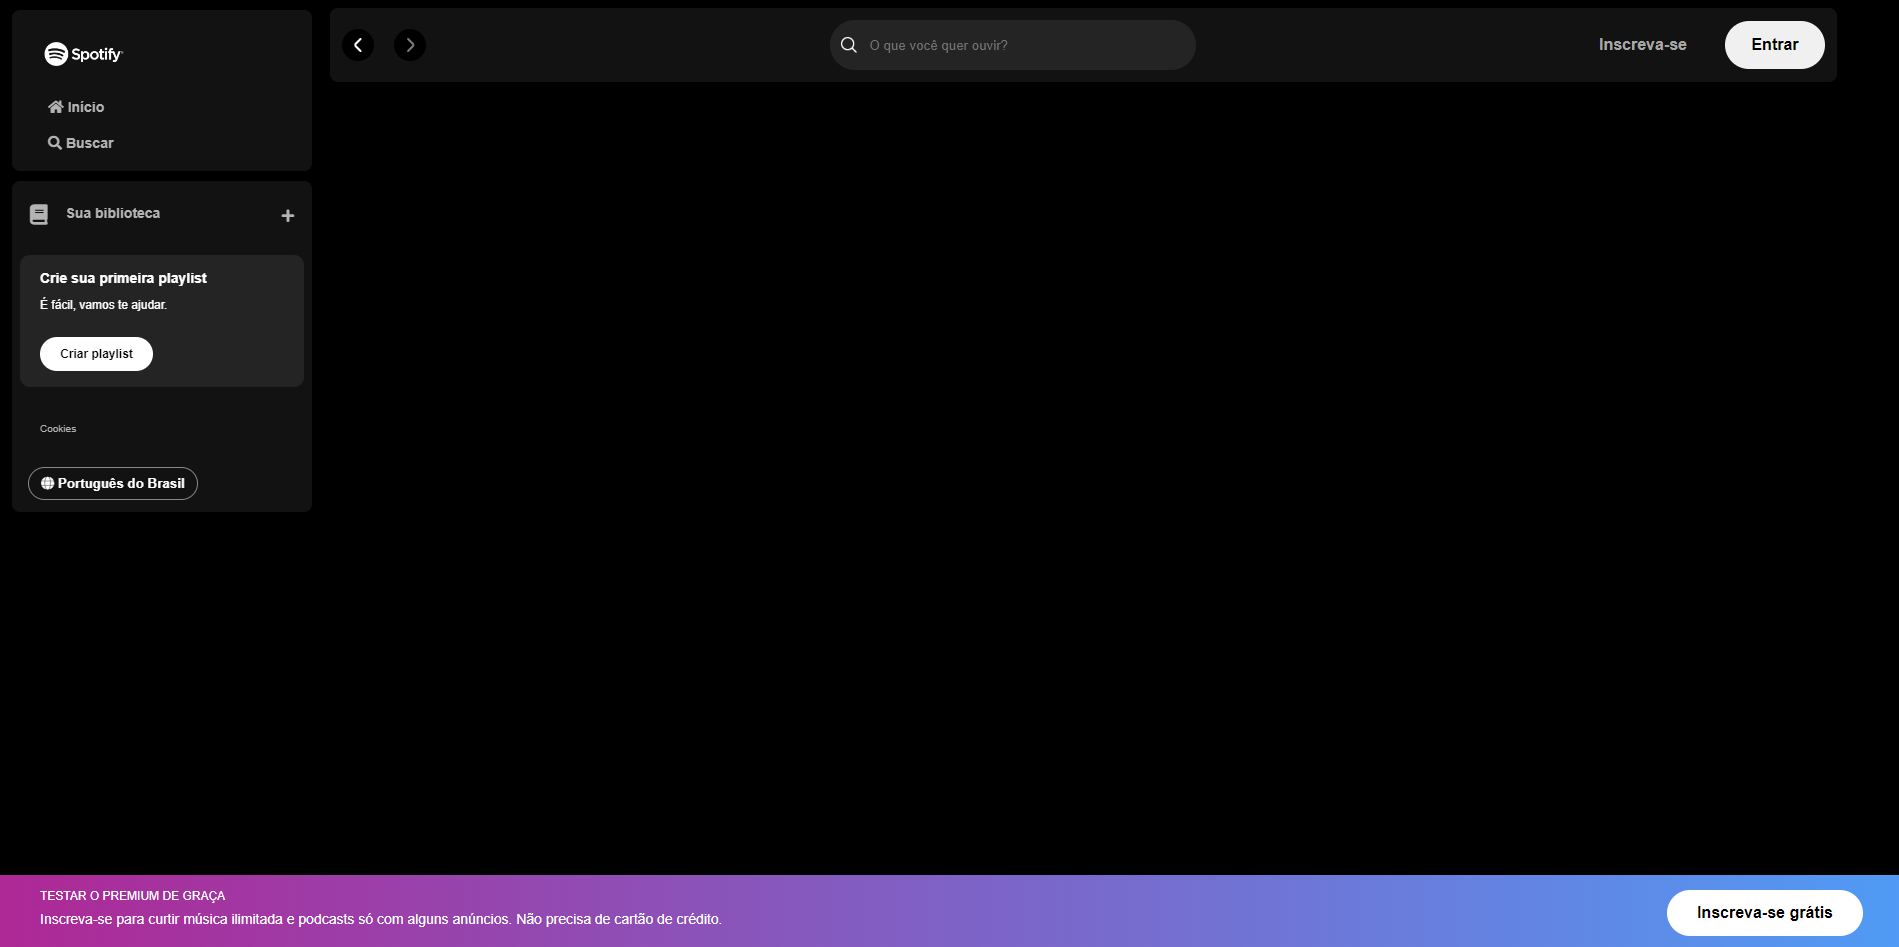 Spotify
Início
Buscar
Sua biblioteca
Crie sua primeira playlist
É fácil, vamos te ajudar.
Criar playlist
Cookies
Português do Brasil
O que você quer ouvir?
Inscreva-se
Entrar
TESTAR O PREMIUM DE GRAÇA
Inscreva-se para curtir música ilimitada e podcasts só com alguns anúncios. Não precisa de cartão de crédito.
Inscreva-se grátis